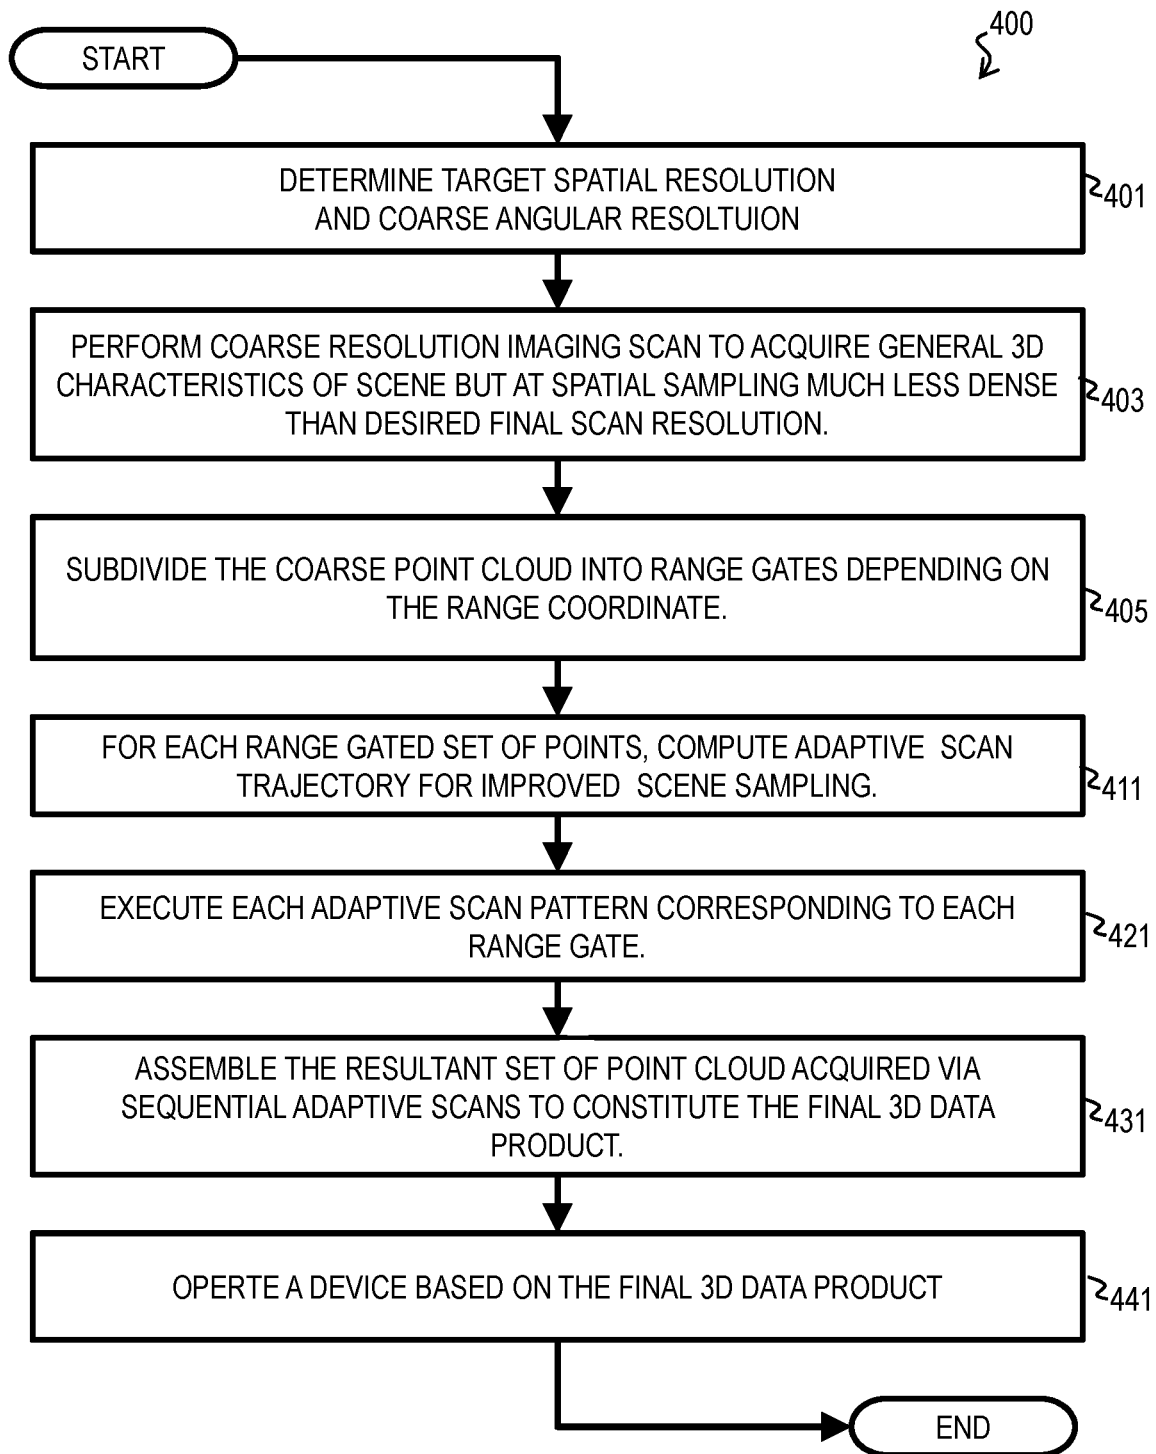 400
START
DETERMINE TARGET SPATIAL RESOLUTION
AND COARSE ANGULAR RESOLTUION
401
PERFORM COARSE RESOLUTION IMAGING SCAN TO ACQUIRE GENERAL 3D
CHARACTERISTICS OF SCENE BUT AT SPATIAL SAMPLING MUCH LESS DENSE
THAN DESIRED FINAL SCAN RESOLUTION.
403
SUBDIVIDE THE COARSE POINT CLOUD INTO RANGE GATES DEPENDING ON
THE RANGE COORDINATE.
405
FOR EACH RANGE GATED SET OF POINTS, COMPUTE ADAPTIVE SCAN
TRAJECTORY FOR IMPROVED SCENE SAMPLING.
411
EXECUTE EACH ADAPTIVE SCAN PATTERN CORRESPONDING TO EACH
RANGE GATE.
421
ASSEMBLE THE RESULTANT SET OF POINT CLOUD ACQUIRED VIA
SEQUENTIAL ADAPTIVE SCANS TO CONSTITUTE THE FINAL 3D DATA
PRODUCT.
431
OPERTE A DEVICE BASED ON THE FINAL 3D DATA PRODUCT
441
END